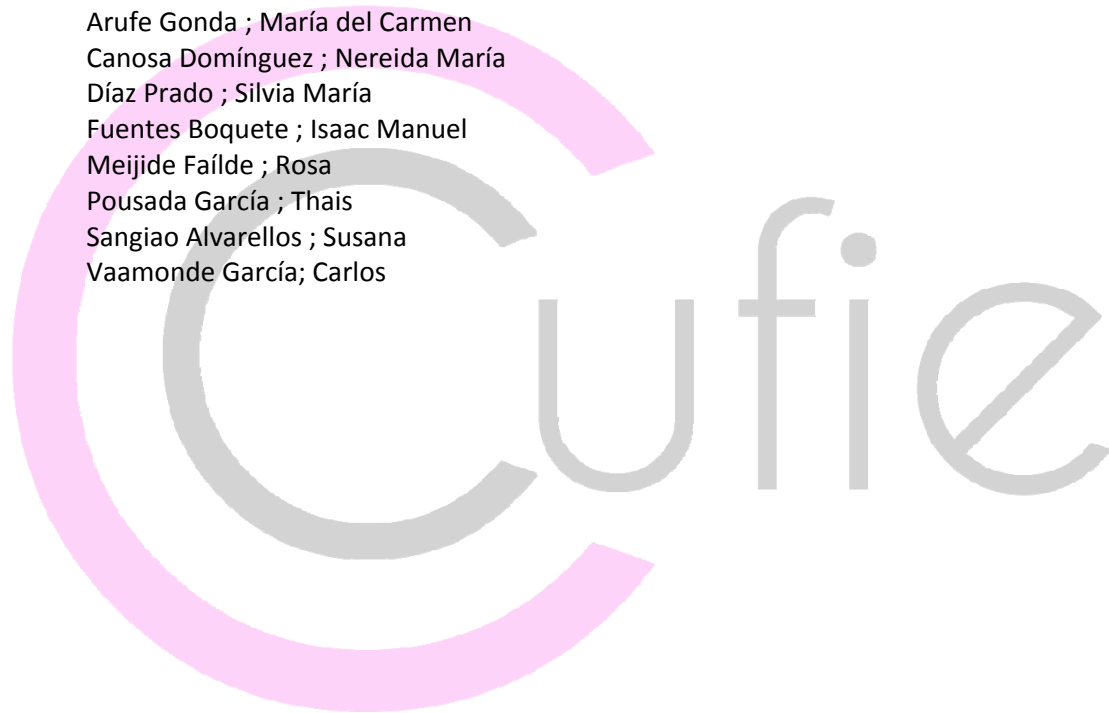 Arufe Gonda ; María del Carmen
Canosa Domínguez ; Nereida María
Díaz Prado ; Silvia María
Fuentes Boquete ; Isaac Manuel
Meijide Faílde ; Rosa
Pousada García ; Thais
Sangiao Alvarellos ; Susana
Vaamonde García; Carlos
Cufie